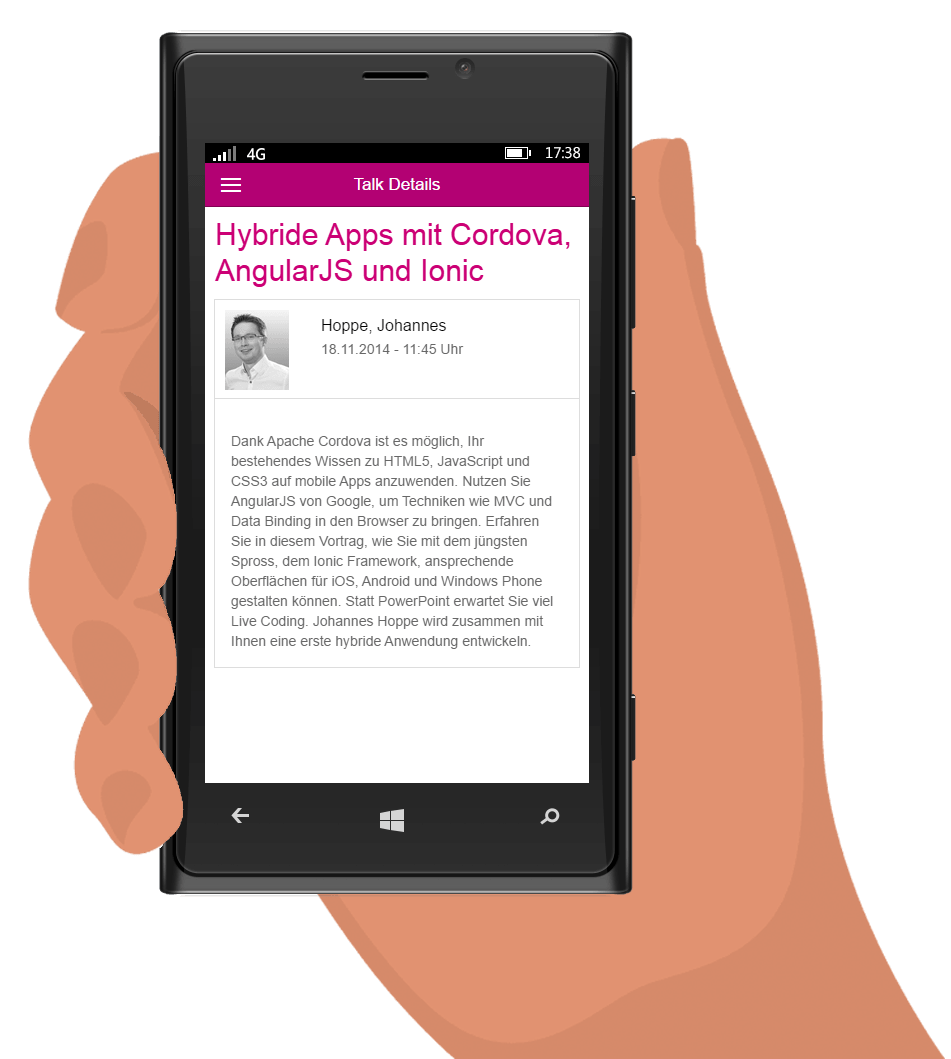 4G 17:38
Talk Details
Hybride Apps mit Cordova,
AngularJS und Ionic
Hoppe, Johannes
18.11.2014 - 11:45 Uhr
Dank Apache Cordova ist es möglich, Ihr
bestehendes Wissen zu HTML5, JavaScript und
CSS3 auf mobile Apps anzuwenden. Nutzen Sie
AngularJS von Google, um Techniken wie MVC und
Data Binding in den Browser zu bringen. Erfahren
Sie in diesem Vortrag, wie Sie mit dem jüngsten
Spross, dem Ionic Framework, ansprechende
Oberflächen für iOS, Android und Windows Phone
gestalten können. Statt PowerPoint erwartet Sie viel
Live Coding. Johannes Hoppe wird zusammen mit
Ihnen eine erste hybride Anwendung entwickeln.